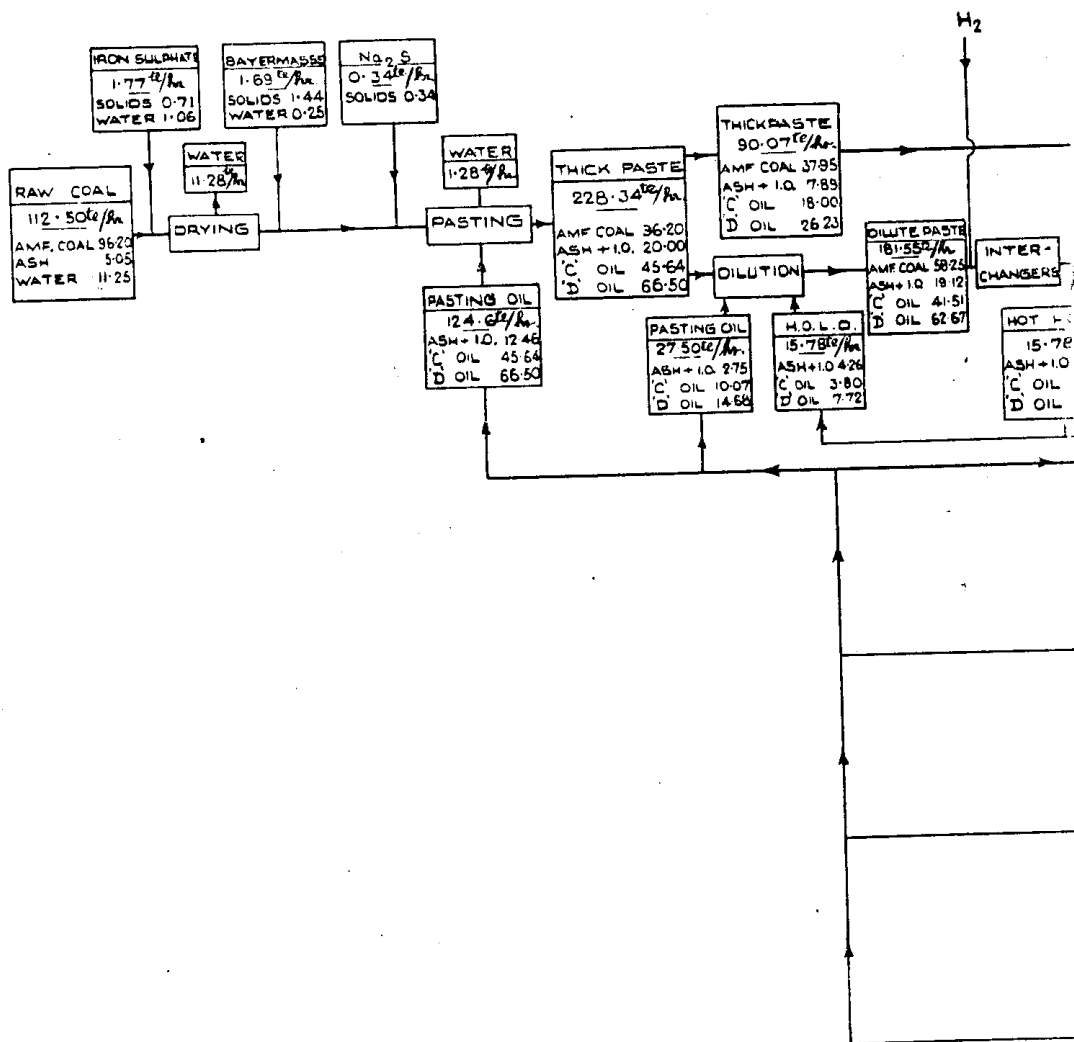 H2
IRON SULPHATE
1.77 te/hr
SOLIDS 0.71
WATER 1.06
BAYERMASSE
1.69 te/hr
SOLIDS 1.44
WATER 0.25
Na2S
0.34 te/hr
SOLIDS 0.34
WATER
11.28 te/hr
WATER
1.28 te/hr
RAW COAL
112.50 te/hr
AMF. COAL 96.20
ASH 5.05
WATER 11.25
DRYING
PASTING
THICK PASTE
228.34 te/hr
AMF COAL 96.20
ASH + I.O. 20.00
'C' OIL 45.64
'D' OIL 66.50
THICK PASTE
90.07 te/hr.
AMF COAL 37.95
ASH + I.O. 7.89
'C' OIL 18.00
'D' OIL 26.23
DILUTION
DILUTE PASTE
181.55 te/hr
AMF. COAL 58.25
ASH + I.O 19.12
'C' OIL 41.51
'D' OIL 62.67
INTER-
CHANGERS
PASTING OIL
124.6 te/hr.
ASH + I.O. 12.46
'C' OIL 45.64
'D' OIL 66.50
PASTING OIL
27.50 te/hr.
ASH + I.O. 2.75
'C' OIL 10.07
'D' OIL 14.68
H.O.L.D.
15.78 te/hr
ASH + I.O 4.26
'C' OIL 3.80
'D' OIL 7.72
HOT
15.78
ASH + I.O
'C' OIL
'D' OIL